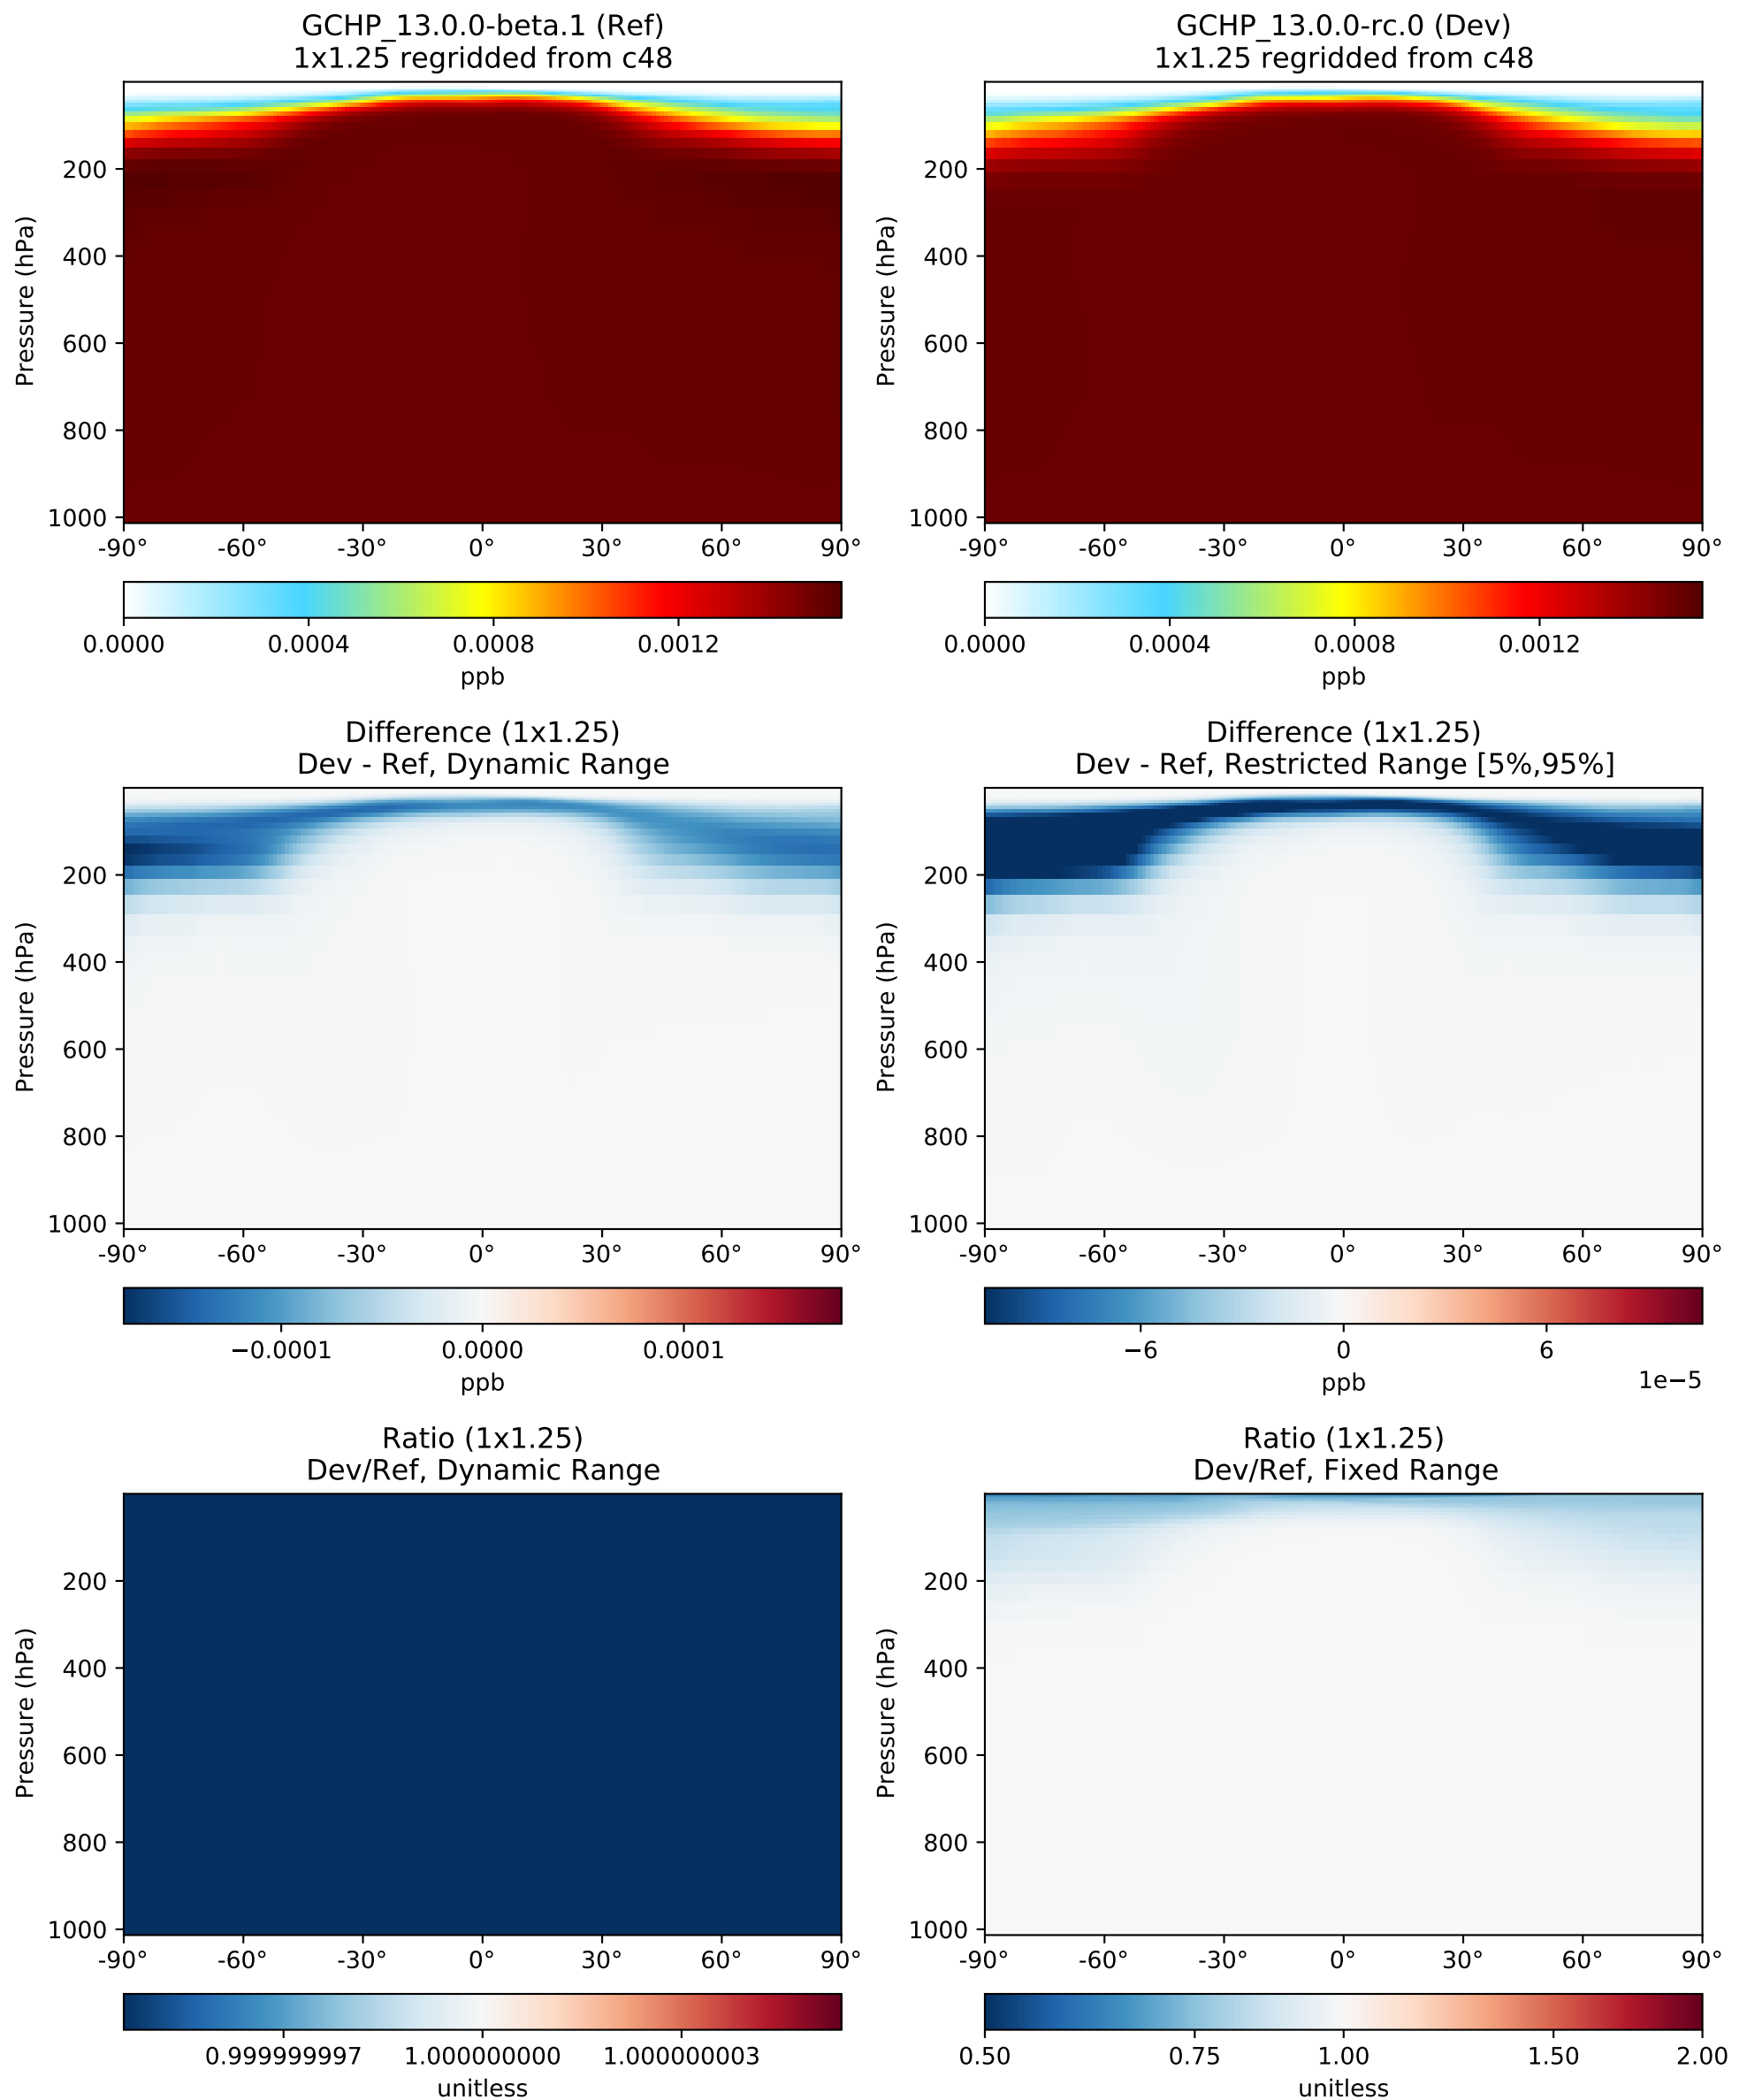 GCHP_13.0.0-beta.1 (Ref)
1x1.25 regridded from c48
Pressure (hPa)
200
400
600
800
1000
-90° -60° -30° 0° 30° 60° 90°
0.0000 0.0004 0.0008 0.0012
ppb
GCHP_13.0.0-rc.0 (Dev)
1x1.25 regridded from c48
Pressure (hPa)
200
400
600
800
1000
-90° -60° -30° 0° 30° 60° 90°
0.0000 0.0004 0.0008 0.0012
ppb
Difference (1x1.25)
Dev - Ref, Dynamic Range
Pressure (hPa)
200
400
600
800
1000
-90° -60° -30° 0° 30° 60° 90°
−0.0001 0.0000 0.0001
ppb
Difference (1x1.25)
Dev - Ref, Restricted Range [5%,95%]
Pressure (hPa)
200
400
600
800
1000
-90° -60° -30° 0° 30° 60° 90°
−6 0 6
ppb
1e−5
Ratio (1x1.25)
Dev/Ref, Dynamic Range
Pressure (hPa)
200
400
600
800
1000
-90° -60° -30° 0° 30° 60° 90°
0.999999997 1.000000000 1.000000003
unitless
Ratio (1x1.25)
Dev/Ref, Fixed Range
Pressure (hPa)
200
400
600
800
1000
-90° -60° -30° 0° 30° 60° 90°
0.50 0.75 1.00 1.50 2.00
unitless